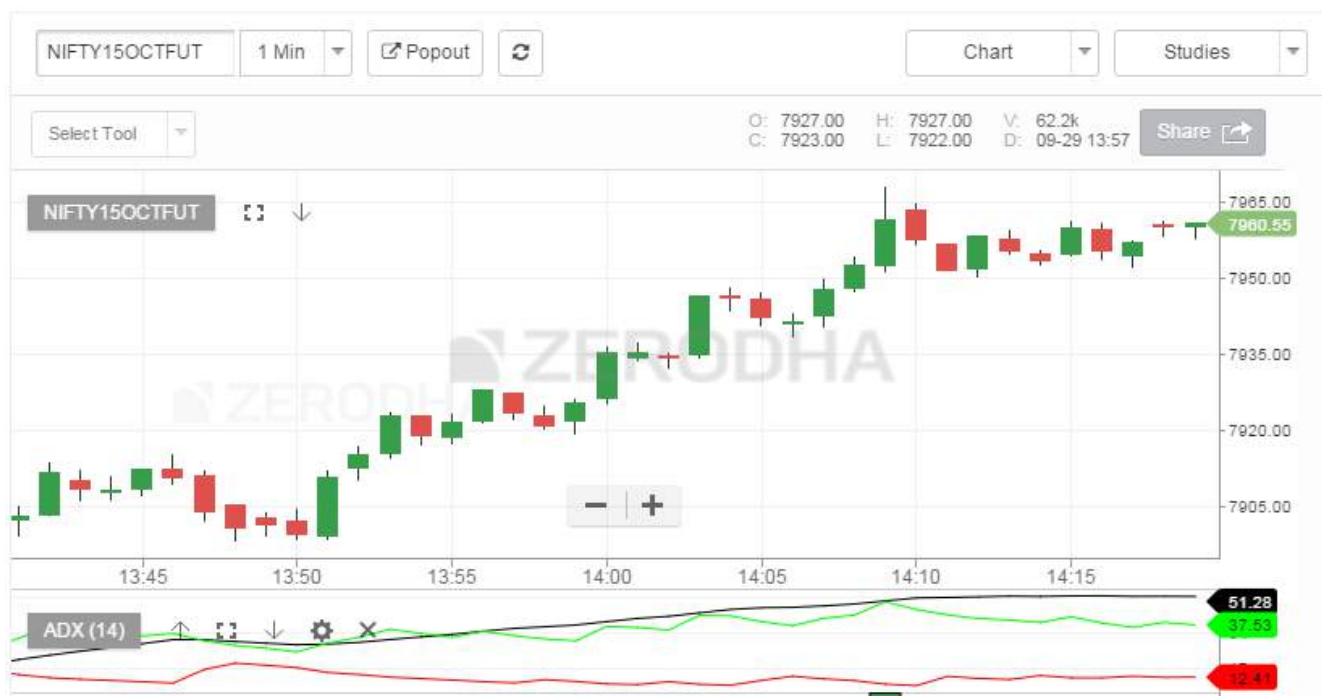 NIFTY15OCTFUT 1 Min Popout Chart Studies
Select Tool O: 7927.00 H: 7927.00 V: 62.2k Share
C: 7923.00 L: 7922.00 D: 09-29 13:57
NIFTY15OCTFUT
7965.00
7960.55
7950.00
7935.00
7920.00
7905.00
ZERODHA
ZERODHA
13:45 13:50 13:55 14:00 14:05 14:10 14:15
ADX (14)
51.28
37.53
12.41